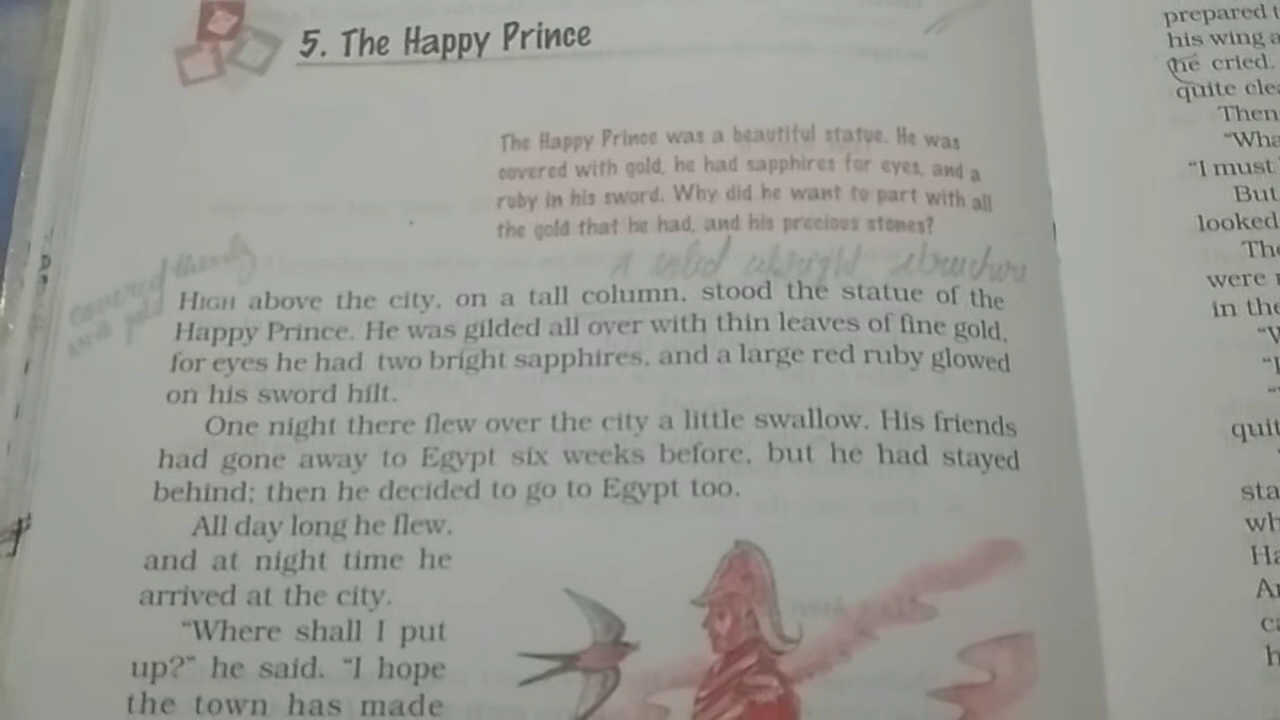 5. The Happy Prince
The Happy Prince was a beautiful statue. He was
covered with gold, he had sapphires for eyes, and a
ruby in his sword. Why did he want to part with all
the gold that he had, and his precious stones?
HIGH above the city, on a tall column, stood the statue of the
Happy Prince. He was gilded all over with thin leaves of fine gold,
for eyes he had two bright sapphires, and a large red ruby glowed
on his sword hilt.
One night there flew over the city a little swallow. His friends
had gone away to Egypt six weeks before, but he had stayed
behind; then he decided to go to Egypt too.
All day long he flew,
and at night time he
arrived at the city.
“Where shall I put
up?” he said. “I hope
the town has made
prepared
his wing
he cried.
quite
Then
“I must
But
looked
were
in